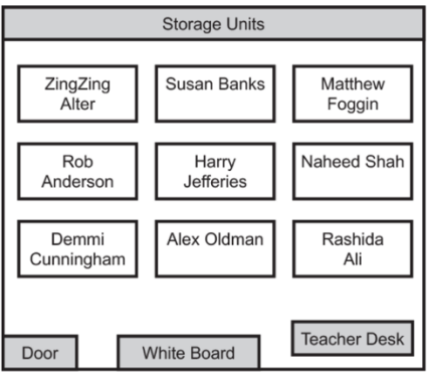 Storage Units
ZingZing
Alter
Susan Banks
Matthew
Foggin
Rob
Anderson
Harry
Jefferies
Naheed Shah
Demmi
Cunningham
Alex Oldman
Rashida
Ali
Door
White Board
Teacher Desk